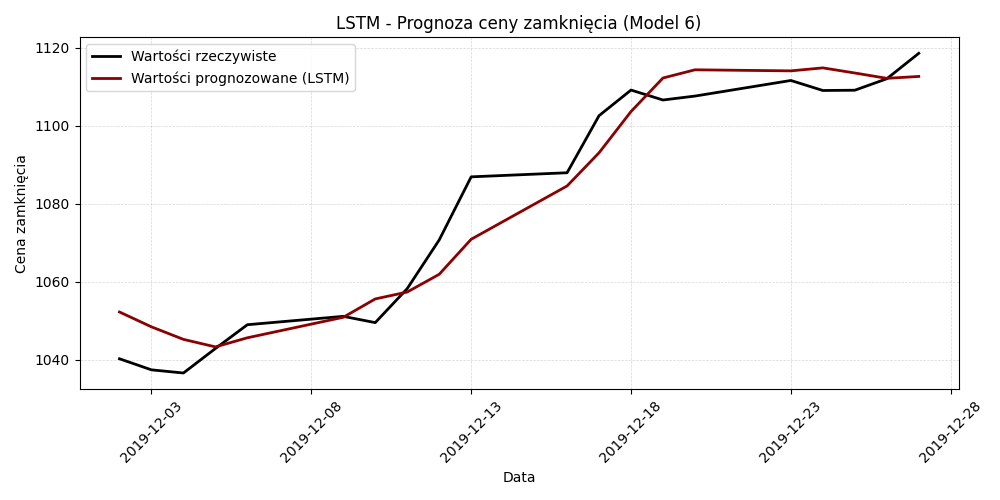 LSTM - Prognoza ceny zamknięcia (Model 6)
Wartości rzeczywiste
Wartości prognozowane (LSTM)
Cena zamknięcia
1120
1100
1080
1060
1040
2019-12-03
2019-12-08
2019-12-13
2019-12-18
2019-12-23
2019-12-28
Data